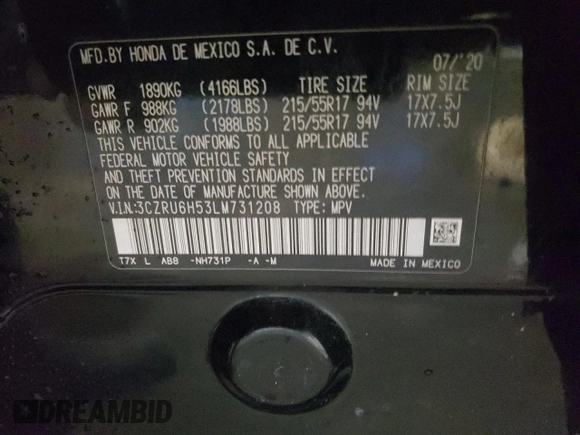 MFD.BY HONDA DE MEXICO S.A. DE C.V. 07/'20
GVWR 1890KG (4166LBS) TIRE SIZE RIM SIZE
GAWR F 988KG (2178LBS) 215/55R17 94V 17X7.5J
GAWR R 902KG (1988LBS) 215/55R17 94V 17X7.5J
THIS VEHICLE CONFORMS TO ALL APPLICABLE
FEDERAL MOTOR VEHICLE SAFETY
AND THEFT PREVENTION STANDARDS IN EFFECT
ON THE DATE OF MANUFACTURE SHOWN ABOVE.
V.I.N:3CZRU6H53LM731208 TYPE: MPV
T7X L AB8 -NH731P -A -M MADE IN MEXICO
DREAMBID